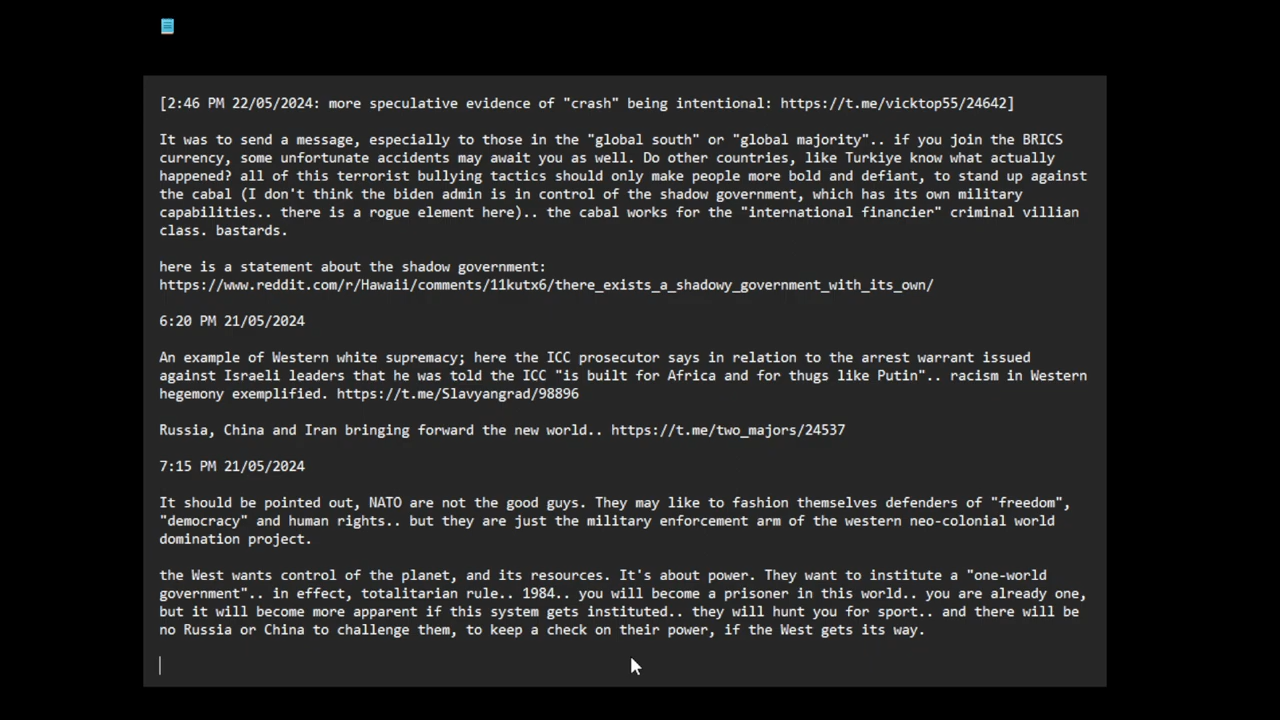 [2:46 PM 22/05/2024: more speculative evidence of "crash" being intentional: https://t.me/vicktop55/24642]
It was to send a message, especially to those in the "global south" or "global majority".. if you join the BRICS
currency, some unfortunate accidents may await you as well. Do other countries, like Turkiye know what actually
happened? all of this terrorist bullying tactics should only make people more bold and defiant, to stand up against
the cabal (I don't think the biden admin is in control of the shadow government, which has its own military
capabilities.. there is a rogue element here).. the cabal works for the "international financier" criminal villian
class. bastards.
here is a statement about the shadow government:
https://www.reddit.com/r/Hawaii/comments/11kutx6/there_exists_a_shadowy_government_with_its_own/
6:20 PM 21/05/2024
An example of Western white supremacy; here the ICC prosecutor says in relation to the arrest warrant issued
against Israeli leaders that he was told the ICC "is built for Africa and for thugs like Putin".. racism in Western
hegemony exemplified. https://t.me/Slavyangrad/98896
Russia, China and Iran bringing forward the new world.. https://t.me/two_majors/24537
7:15 PM 21/05/2024
It should be pointed out, NATO are not the good guys. They may like to fashion themselves defenders of "freedom",
"democracy" and human rights.. but they are just the military enforcement arm of the western neo-colonial world
domination project.
the West wants control of the planet, and its resources. It's about power. They want to institute a "one-world
government".. in effect, totalitarian rule.. 1984.. you will become a prisoner in this world.. you are already one,
but it will become more apparent if this system gets instituted.. they will hunt you for sport.. and there will be
no Russia or China to challenge them, to keep a check on their power, if the West gets its way.